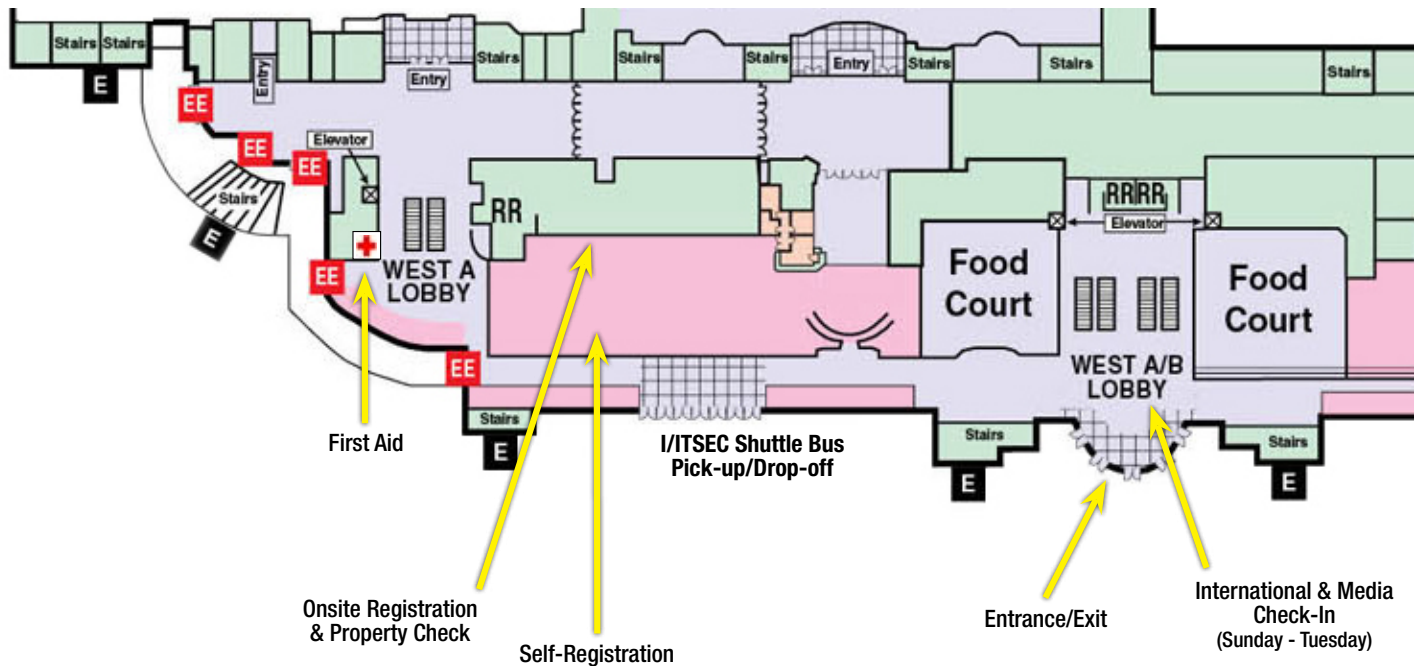 Stairs
Stairs
E
EE
Entry
Entry
Stairs
Stairs
Stairs
Entry
Stairs
Stairs
Stairs
EE
EE
Elevator
Stairs
E
RR
RR
RR
Elevator
EE
WEST A
LOBBY
Food
Court
Food
Court
EE
WEST A/B
LOBBY
Stairs
E
First Aid
I/ITSEC Shuttle Bus
Pick-up/Drop-off
Stairs
E
Stairs
E
Onsite Registration
& Property Check
Self-Registration
Entrance/Exit
International & Media
Check-In
(Sunday - Tuesday)